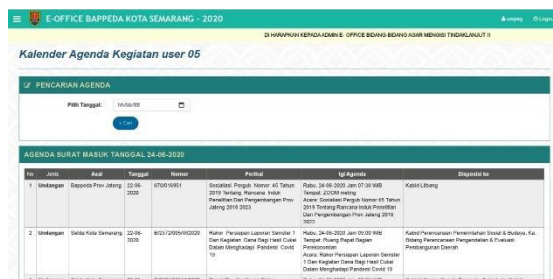 E-OFFICE BAPPEDA KOTA SEMARANG - 2020
DI HARAPKAN KEPADA ADMIN E- OFFICE BIDANG-BIDANG AGAR MENGISI TINDAKLANJUT II
Kalender Agenda Kegiatan user 05
PENCARIAN AGENDA
Pilih Tanggal:
Cari
AGENDA SURAT MASUK TANGGAL 24-06-2020
No Jenis Asal Tanggal Nomor Perihal tgl Agenda Disposisi ke
1 Undangan Bappeda Prov Jateng 22-06-2020 070/018951
Sosialiasi Pergub Nomor 45 Tahun
2019 Tentang Rencana Induk
Penelitian Dan Pengembangan Prov
Jateng 2018 2023
Rabu, 24-06-2020 Jam 07:30 WIB
Tempat: ZOOM meting
Acara: Sosialiasi Pergub Nomor 45 Tahun
2019 Tentang Rencana Induk Penelitian
Dan Pengembangan Prov Jateng 2018
2023
Kabid Litbang
2 Undangan Setda Kota Semarang 22-06-2020
Rakor Persiapan Laporan Semster
1 Dan Kegiatan Dana Bagi Hasil Cukai
Dalam Menghadapi Pandemi Covid
19
Rabu, 24-06-2020 Jam 09:00 WIB
Tempat: Ruang Rapat Bagian
Perekonomian
Acara: Rakor Persiapan Laporan Semster
1 Dan Kegiatan Dana Bagi Hasil Cukai
Dalam Menghadapi Pandemi Covid 19
Kabid Perencanaan Pemerintahan Sosial & Budaya, Ka.
Bidang Perencanaan Pengendalian & Evaluasi
Pembangunan Daerah